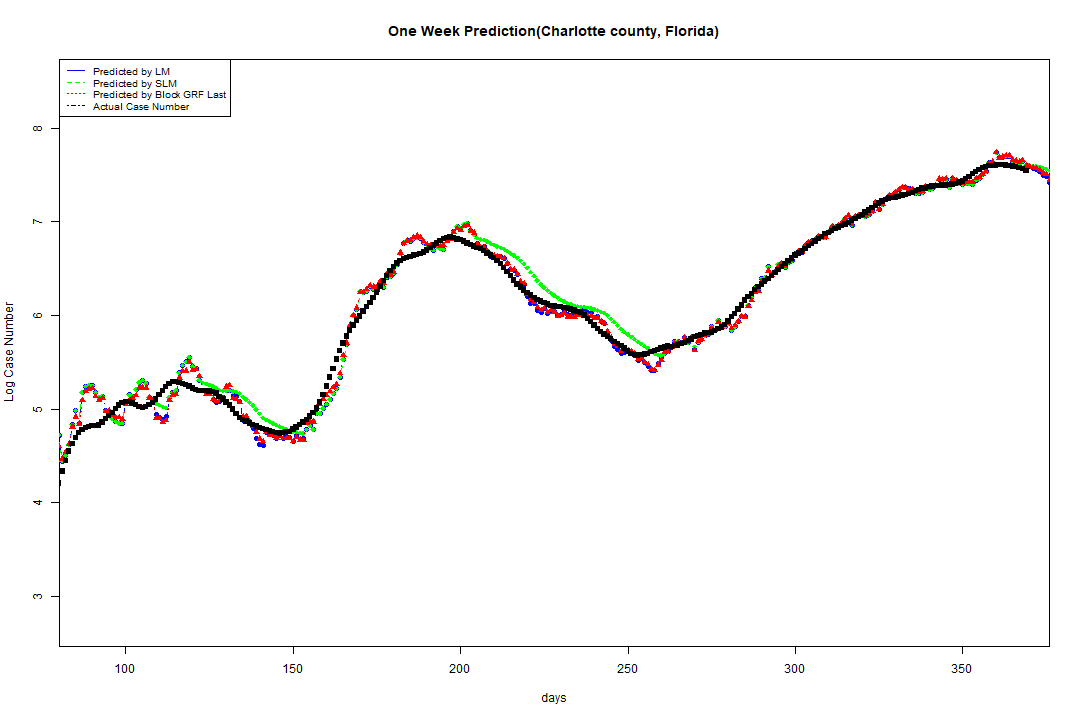 One Week Prediction(Charlotte county, Florida)
Predicted by LM
Predicted by SLM
Predicted by Block GRF Last
Actual Case Number
Log Case Number
8
7
6
5
4
3
100 150 200 250 300 350
days